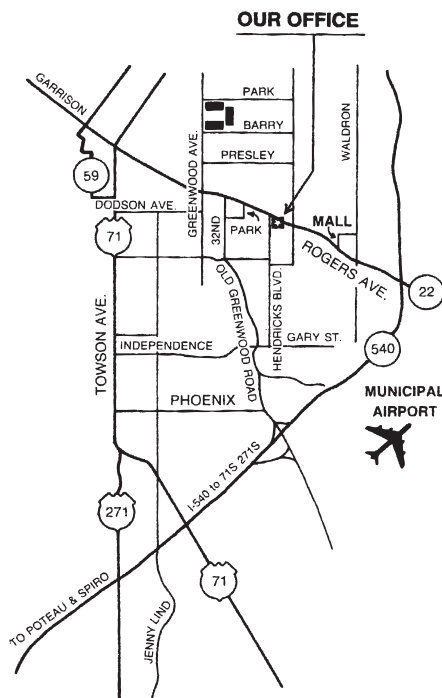 OUR OFFICE
GARRISON
PARK
BARRY
PRESLEY
GREENWOOD AVE.
WALDRON
59
DODSON AVE.
71
32ND
PARK
MALL
ROGERS AVE.
22
OLD GREENWOOD ROAD
HENDRICKS BLVD.
TOWSON AVE.
INDEPENDENCE
GARY ST.
540
PHOENIX
MUNICIPAL
AIRPORT
I-540 to 71S 271S
271
71
TO POTEAU & SPIRO
JENNY LIND